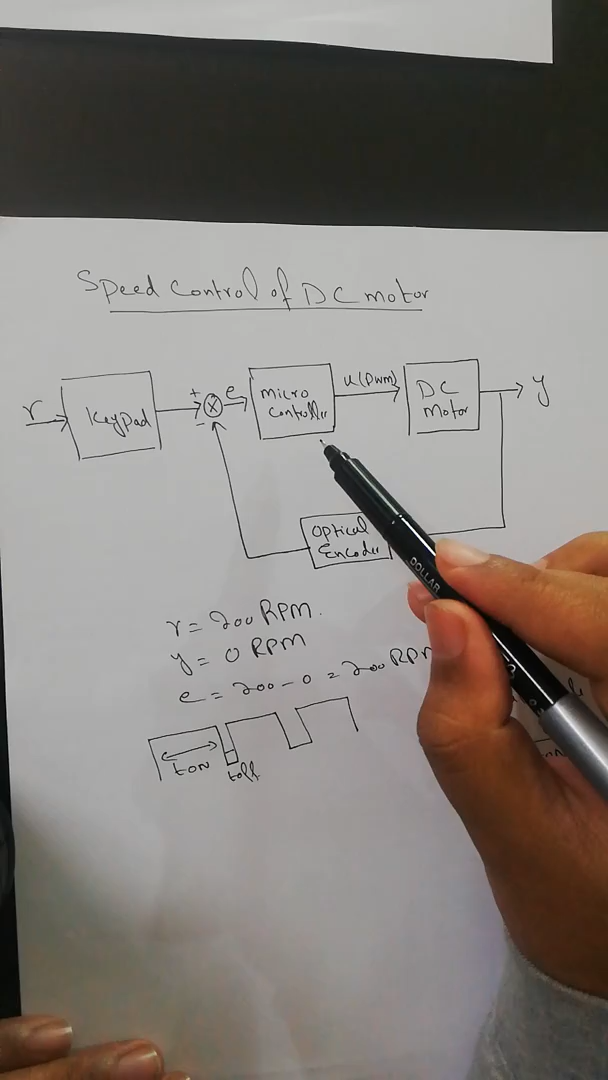 Speed Control of DC motor
r
Keypad
+
-
e
micro
Controller
u(pwm)
DC
motor
y
Optical
Encoder
DOLLAR
r = 200 RPM.
y = 0 RPM
e = 200 - 0 = 200 RPM
tON
toff